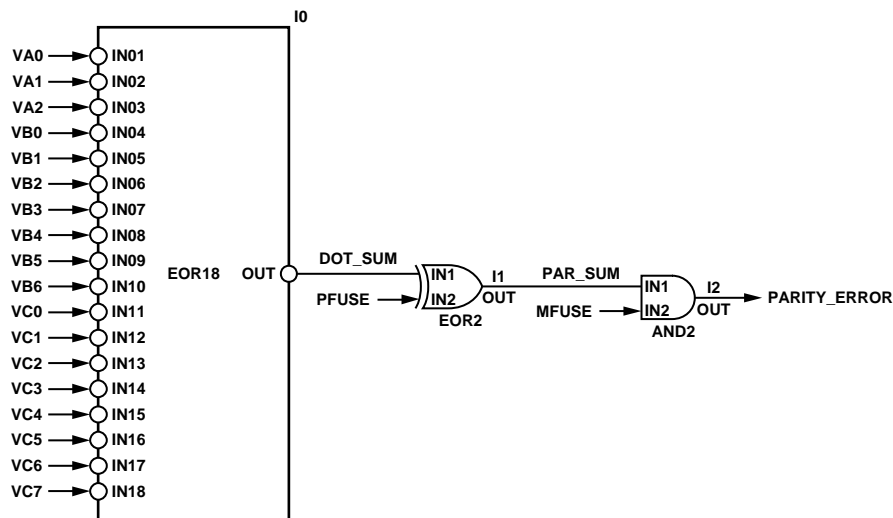 I0
VA0 IN01
VA1 IN02
VA2 IN03
VB0 IN04
VB1 IN05
VB2 IN06
VB3 IN07
VB4 IN08
VB5 IN09
VB6 IN10
VC0 IN11
VC1 IN12
VC2 IN13
VC3 IN14
VC4 IN15
VC5 IN16
VC6 IN17
VC7 IN18
EOR18 OUT
DOT_SUM
PFUSE
IN1
IN2
I1
OUT
EOR2
PAR_SUM
MFUSE
IN1
IN2
I2
OUT
AND2
PARITY_ERROR